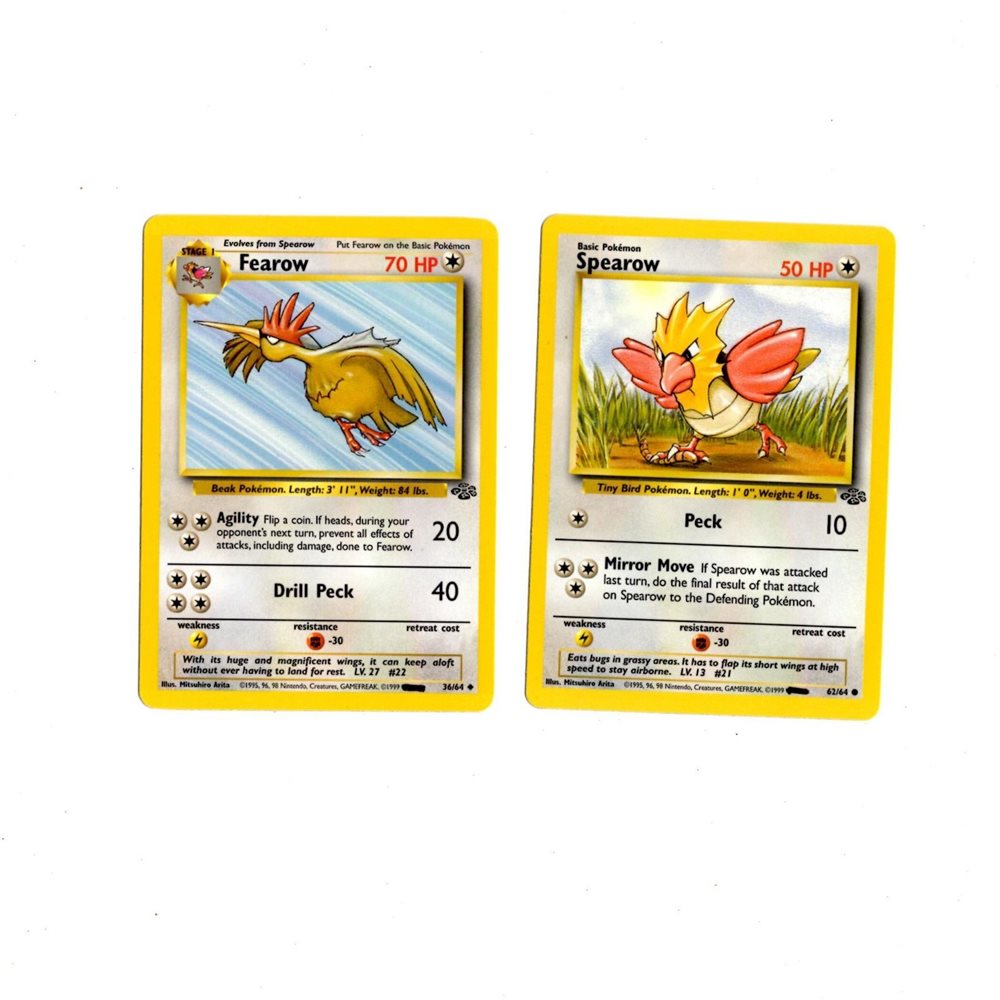 STAGE 1
Evolves from Spearow
Put Fearow on the Basic Pokémon
Fearow
70 HP
Beak Pokémon. Length: 3' 11", Weight: 84 lbs.
Agility Flip a coin. If heads, during your
opponent's next turn, prevent all effects of
attacks, including damage, done to Fearow.
20
Drill Peck
40
weakness
resistance
retreat cost
-30
With its huge and magnificent wings, it can keep aloft
without ever having to land for rest. LV. 27 #22
Illus. Mitsuhiro Arita ©1995, 96, 98 Nintendo, Creatures, GAMEFREAK. ©1999
36/64
Basic Pokémon
Spearow
50 HP
Tiny Bird Pokémon. Length: 1' 0", Weight: 4 lbs.
Peck
10
Mirror Move If Spearow was attacked
last turn, do the final result of that attack
on Spearow to the Defending Pokémon.
weakness
resistance
retreat cost
-30
Eats bugs in grassy areas. It has to flap its short wings at high
speed to stay airborne. LV. 13 #21
Illus. Mitsuhiro Arita ©1995, 96, 98 Nintendo, Creatures, GAMEFREAK. ©1999
62/64